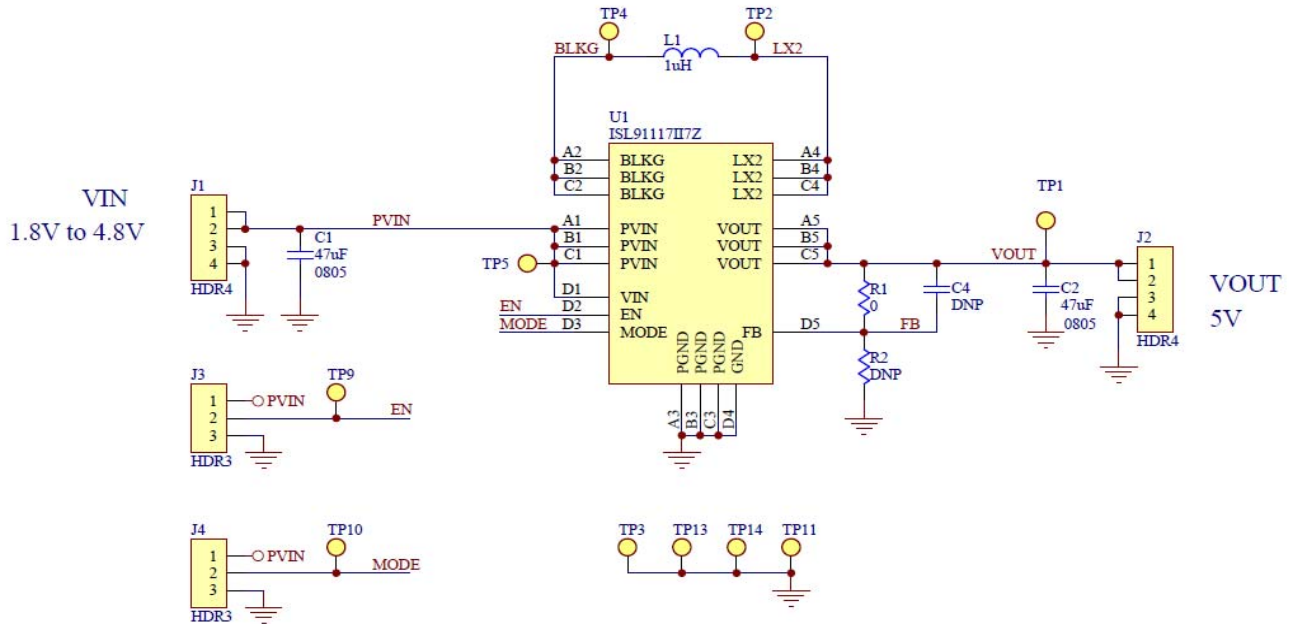 TP4
TP2
BLKG
L1
1uH
LX2
U1
ISL91117II7Z
A2 BLKG LX2 A4
B2 BLKG LX2 B4
C2 BLKG LX2 C4
A1 PVIN VOUT A5
B1 PVIN VOUT B5
C1 PVIN VOUT C5
D1 VIN
EN D2 EN
MODE D3 MODE FB D5 FB
PGND PGND PGND GND
A3 B3 C3 D4
VIN
1.8V to 4.8V
J1
1
2
3
4
HDR4
PVIN
C1
47uF
0805
TP5
R1
0
R2
DNP
C4
DNP
VOUT
TP1
C2
47uF
0805
J2
1
2
3
4
HDR4
VOUT
5V
J3
1 PVIN
2
3
HDR3
TP9
EN
J4
1 PVIN
2
3
HDR3
TP10
MODE
TP3 TP13 TP14 TP11